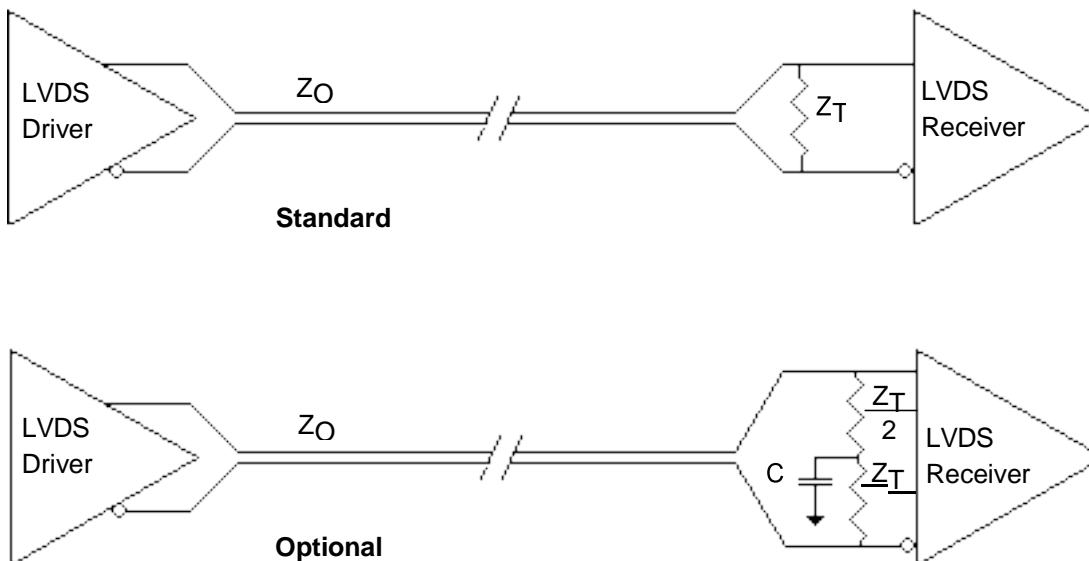 LVDS
Driver
ZO
ZT
LVDS
Receiver
Standard
LVDS
Driver
ZO
C
ZT
2
ZT
LVDS
Receiver
Optional